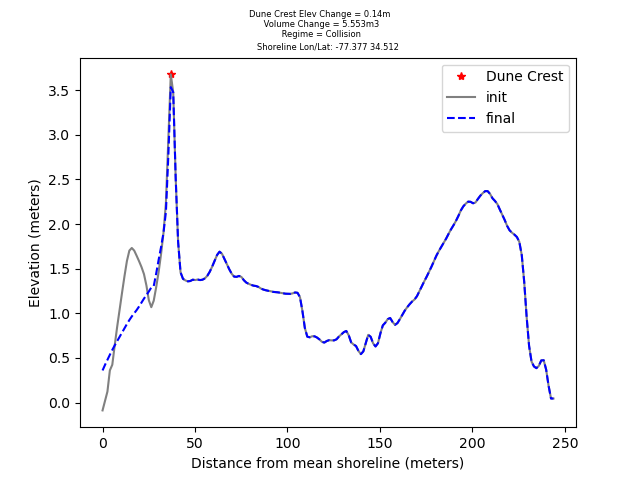 Dune Crest Elev Change = 0.14m
Volume Change = 5.553m3
Regime = Collision
Shoreline Lon/Lat: -77.377 34.512
Dune Crest
init
final
3.5
3.0
2.5
2.0
1.5
1.0
0.5
0.0
Elevation (meters)
0 50 100 150 200 250
Distance from mean shoreline (meters)